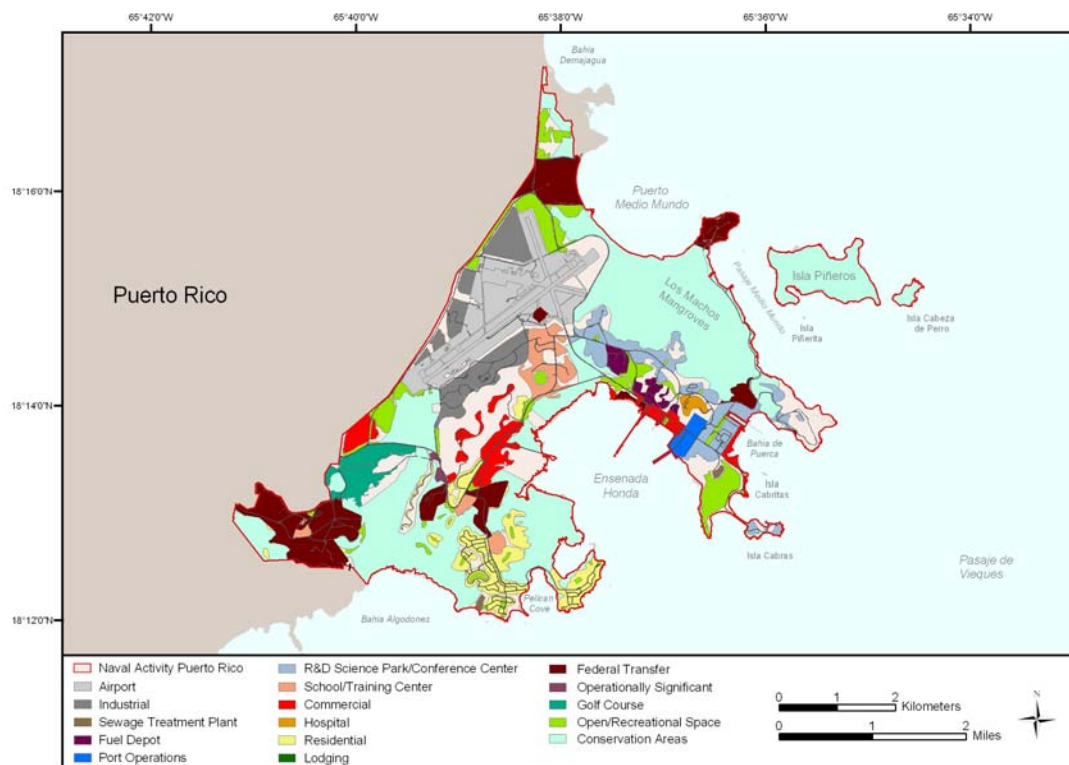 65°42'0"W
65°40'0"W
65°38'0"W
65°36'0"W
65°34'0"W
Bahia
Demajagua
18°16'0"N
Puerto
Medio Mundo
Puerto Rico
Isla Piñeros
Los Machos
Mangroves
Pasaje Medio Mundo
Isla Cabeza
de Perro
Isla
Piñerita
18°14'0"N
Bahia de
Puerca
Ensenada
Honda
Isla
Cabritas
Isla Cabras
Pasaje de
Vieques
Pelican
Cove
Bahia Algodones
18°12'0"N
Naval Activity Puerto Rico
Airport
Industrial
Sewage Treatment Plant
Fuel Depot
Port Operations
R&D Science Park/Conference Center
School/Training Center
Commercial
Hospital
Residential
Lodging
Federal Transfer
Operationally Significant
Golf Course
Open/Recreational Space
Conservation Areas
0 1 2
Kilometers
0 1 2
Miles
N